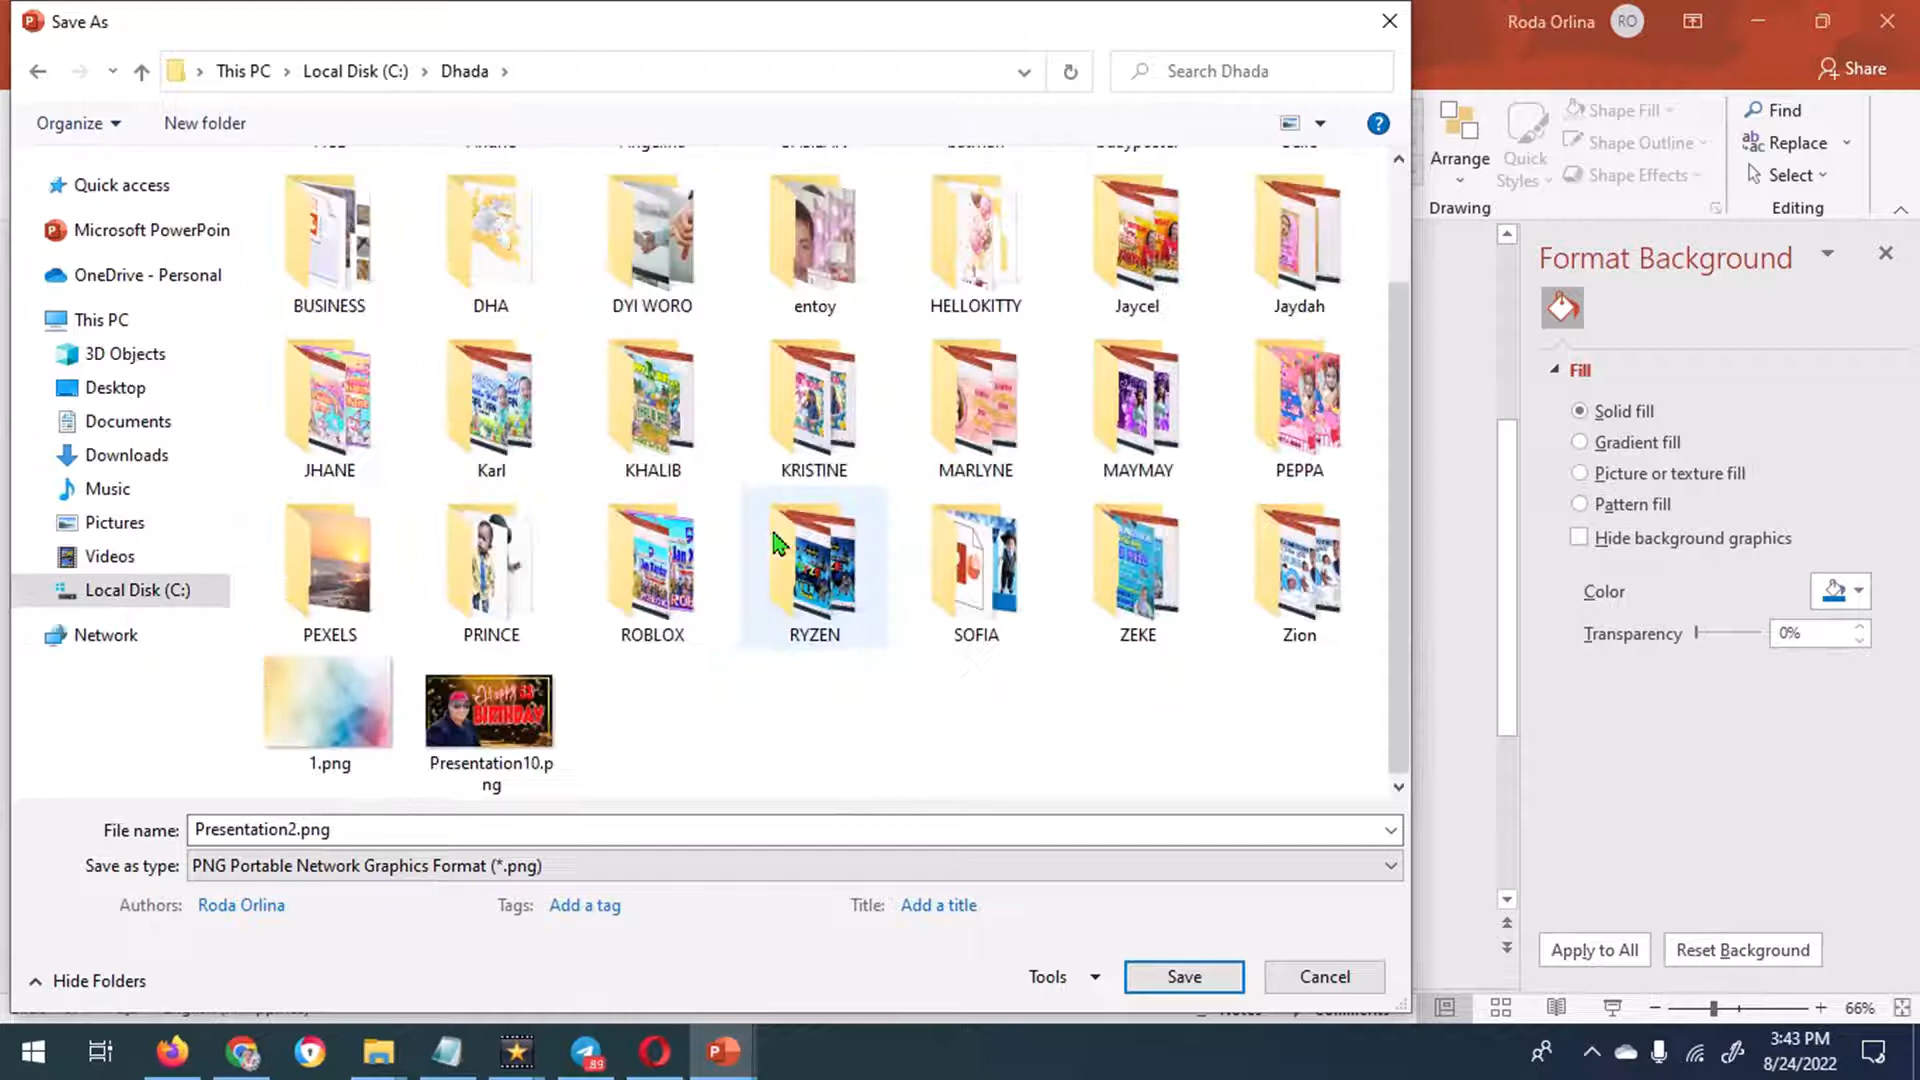 Save As
Roda Orlina
RO
This PC
Local Disk (C:)
Dhada
Search Dhada
Share
Organize
New folder
Shape Fill
Find
Shape Outline
Replace
Arrange
Quick
Styles
Shape Effects
Select
Drawing
Editing
Quick access
Microsoft PowerPoin
OneDrive - Personal
This PC
3D Objects
Desktop
Documents
Downloads
Music
Pictures
Videos
Local Disk (C:)
Network
BUSINESS
DHA
DYI WORO
entoy
HELLOKITTY
Jaycel
Jaydah
JHANE
Karl
KHALIB
KRISTINE
MARLYNE
MAYMAY
PEPPA
PEXELS
PRINCE
ROBLOX
RYZEN
SOFIA
ZEKE
Zion
Happy 33
BIRTHDAY
1.png
Presentation10.p
ng
Format Background
Fill
Solid fill
Gradient fill
Picture or texture fill
Pattern fill
Hide background graphics
Color
Transparency
0%
File name:
Presentation2.png
Save as type:
PNG Portable Network Graphics Format (*.png)
Authors:
Roda Orlina
Tags:
Add a tag
Title:
Add a title
Hide Folders
Tools
Save
Cancel
Apply to All
Reset Background
66%
89
3:43 PM
8/24/2022